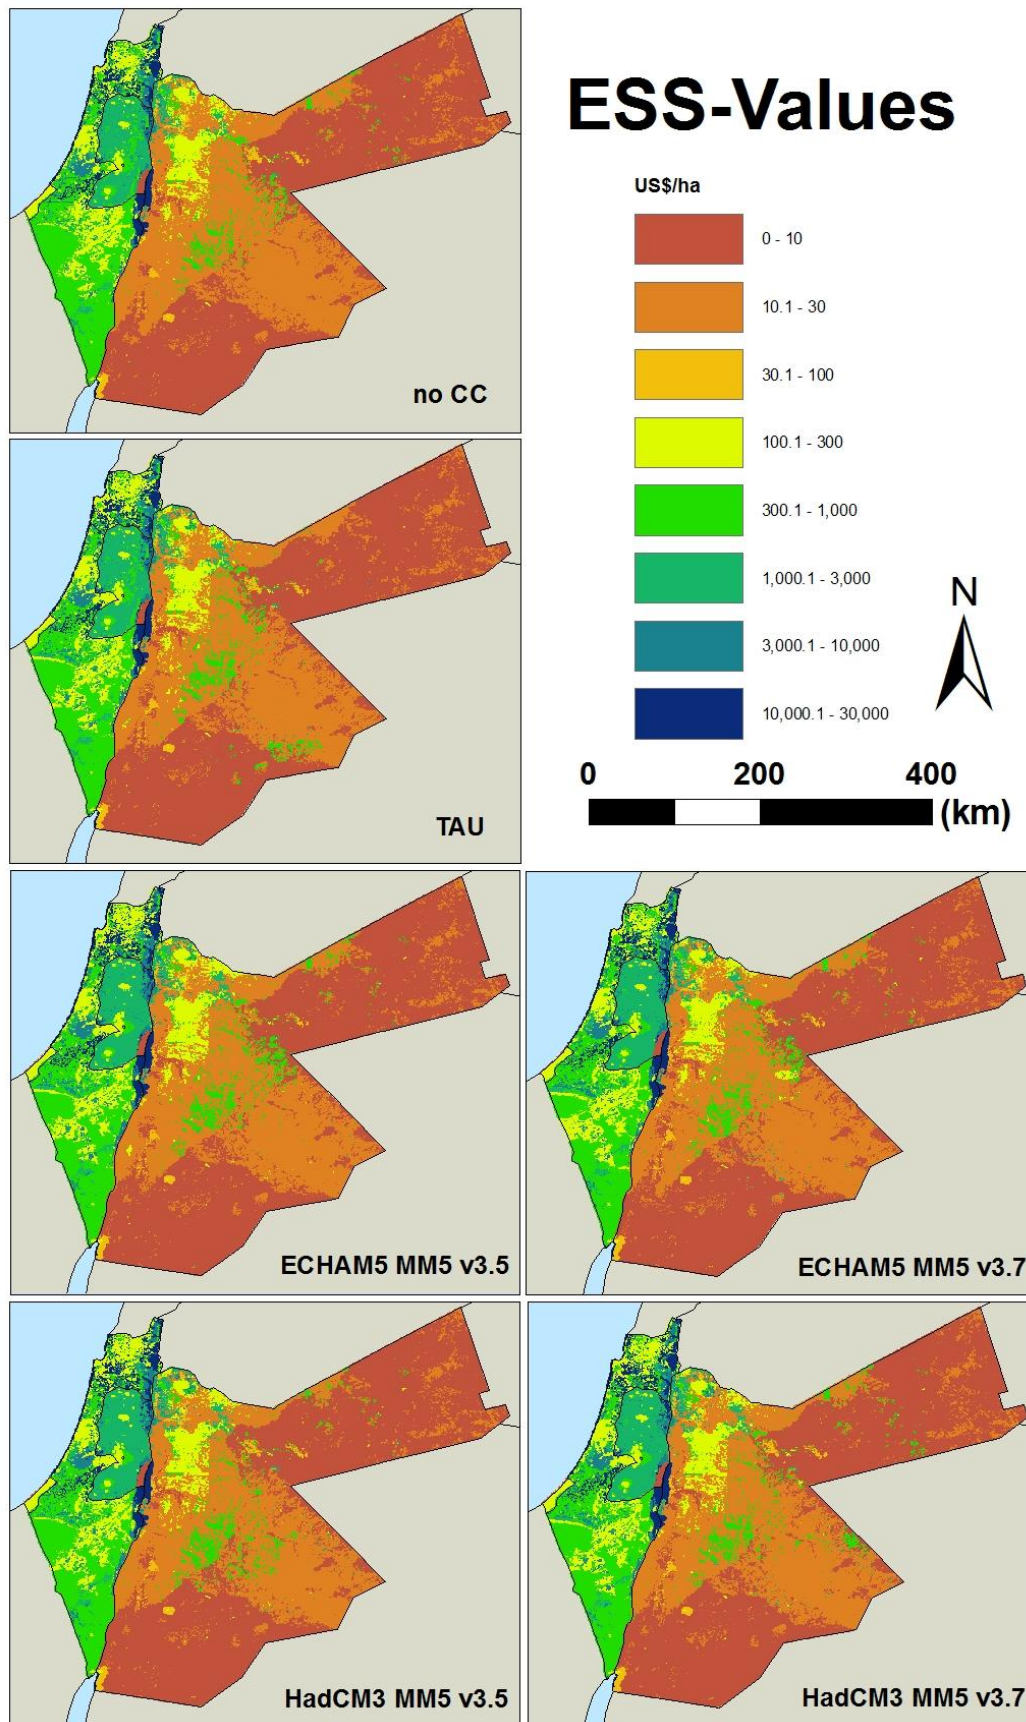 ESS-Values
US$/ha
0 - 10
10.1 - 30
30.1 - 100
100.1 - 300
300.1 - 1,000
1,000.1 - 3,000
3,000.1 - 10,000
10,000.1 - 30,000
N
0 200 400
(km)
no CC
TAU
ECHAM5 MM5 v3.5
ECHAM5 MM5 v3.7
HadCM3 MM5 v3.5
HadCM3 MM5 v3.7